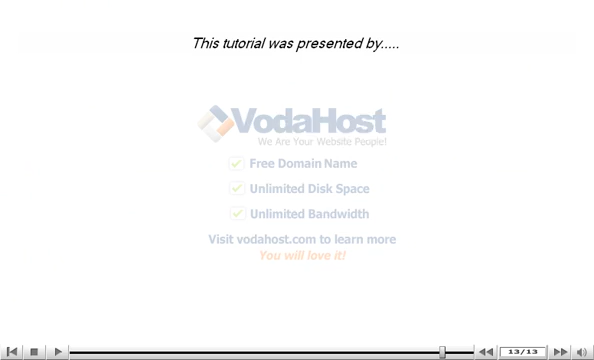 This tutorial was presented by.....
VodaHost
We Are Your Website People!
Free Domain Name
Unlimited Disk Space
Unlimited Bandwidth
Visit vodahost.com to learn more
You will love it!
13/13